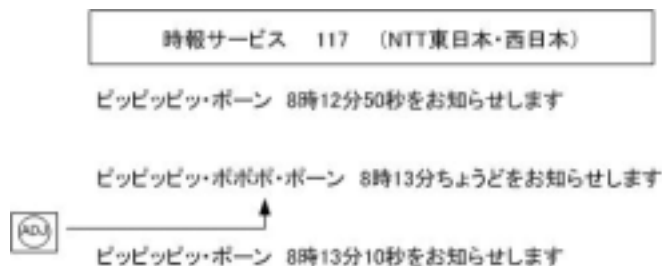 時報サービス 117 (NTT東日本・西日本)
ピッピッピッ・ポーン 8時12分50秒をお知らせします
ピッピッピッ・ポポポ・ポーン 8時13分ちょうどをお知らせします
ADJ
ピッピッピッ・ポーン 8時13分10秒をお知らせします